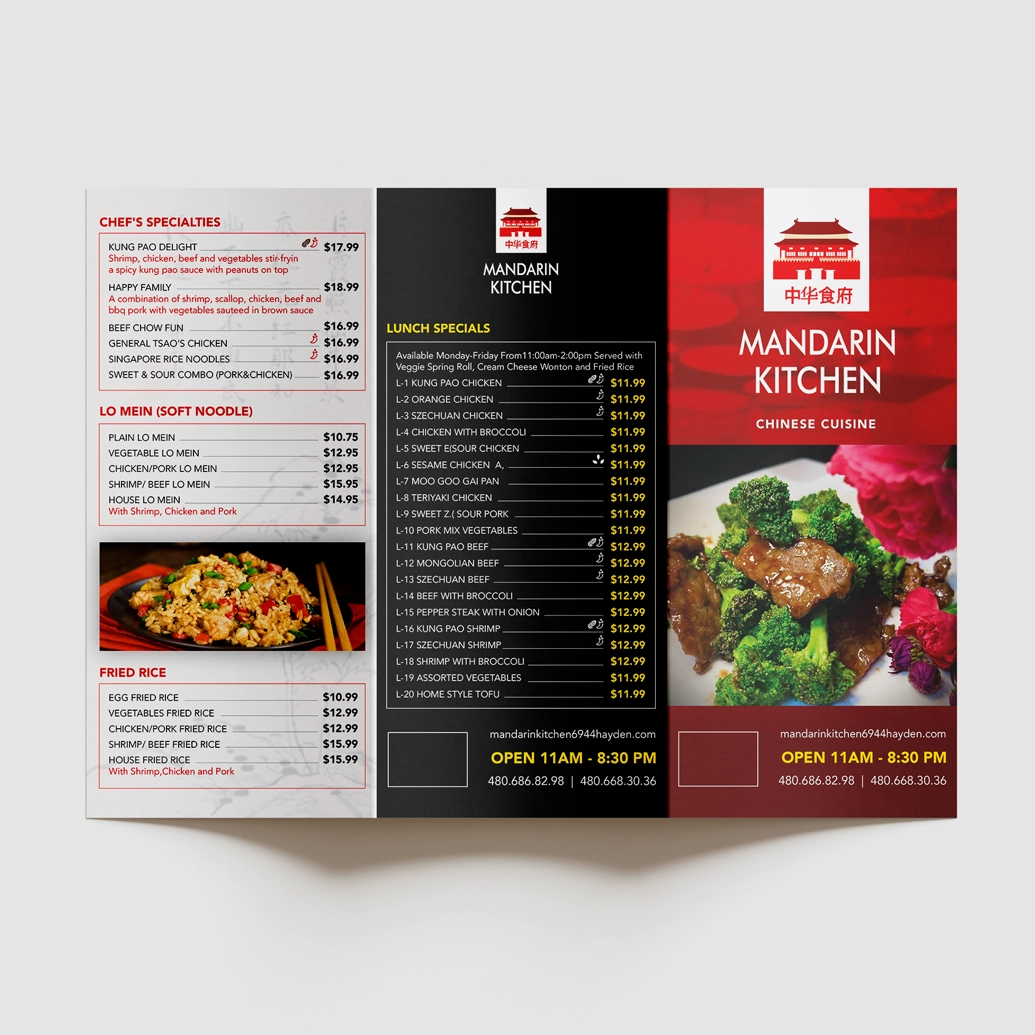 CHEF'S SPECIALTIES
KUNG PAO DELIGHT $17.99
Shrimp, chicken, beef and vegetables stir-fryin
a spicy kung pao sauce with peanuts on top
HAPPY FAMILY $18.99
A combination of shrimp, scallop, chicken, beef and
bbq pork with vegetables sauteed in brown sauce
BEEF CHOW FUN $16.99
GENERAL TSAO'S CHICKEN $16.99
SINGAPORE RICE NOODLES $16.99
SWEET & SOUR COMBO (PORK&CHICKEN) $16.99
LO MEIN (SOFT NOODLE)
PLAIN LO MEIN $10.75
VEGETABLE LO MEIN $12.95
CHICKEN/PORK LO MEIN $12.95
SHRIMP/ BEEF LO MEIN $15.95
HOUSE LO MEIN $14.95
With Shrimp, Chicken and Pork
FRIED RICE
EGG FRIED RICE $10.99
VEGETABLES FRIED RICE $12.99
CHICKEN/PORK FRIED RICE $12.99
SHRIMP/ BEEF FRIED RICE $15.99
HOUSE FRIED RICE $15.99
With Shrimp,Chicken and Pork
中华食府
MANDARIN
KITCHEN
LUNCH SPECIALS
Available Monday-Friday From11:00am-2:00pm Served with
Veggie Spring Roll, Cream Cheese Wonton and Fried Rice
L-1 KUNG PAO CHICKEN $11.99
L-2 ORANGE CHICKEN $11.99
L-3 SZECHUAN CHICKEN $11.99
L-4 CHICKEN WITH BROCCOLI $11.99
L-5 SWEET E(SOUR CHICKEN $11.99
L-6 SESAME CHICKEN A, $11.99
L-7 MOO GOO GAI PAN $11.99
L-8 TERIYAKI CHICKEN $11.99
L-9 SWEET Z.( SOUR PORK $11.99
L-10 PORK MIX VEGETABLES $11.99
L-11 KUNG PAO BEEF $12.99
L-12 MONGOLIAN BEEF $12.99
L-13 SZECHUAN BEEF $12.99
L-14 BEEF WITH BROCCOLI $12.99
L-15 PEPPER STEAK WITH ONION $12.99
L-16 KUNG PAO SHRIMP $12.99
L-17 SZECHUAN SHRIMP $12.99
L-18 SHRIMP WITH BROCCOLI $12.99
L-19 ASSORTED VEGETABLES $11.99
L-20 HOME STYLE TOFU $11.99
mandarinkitchen6944hayden.com
OPEN 11AM - 8:30 PM
480.686.82.98 | 480.668.30.36
中华食府
MANDARIN
KITCHEN
CHINESE CUISINE
mandarinkitchen6944hayden.com
OPEN 11AM - 8:30 PM
480.686.82.98 | 480.668.30.36